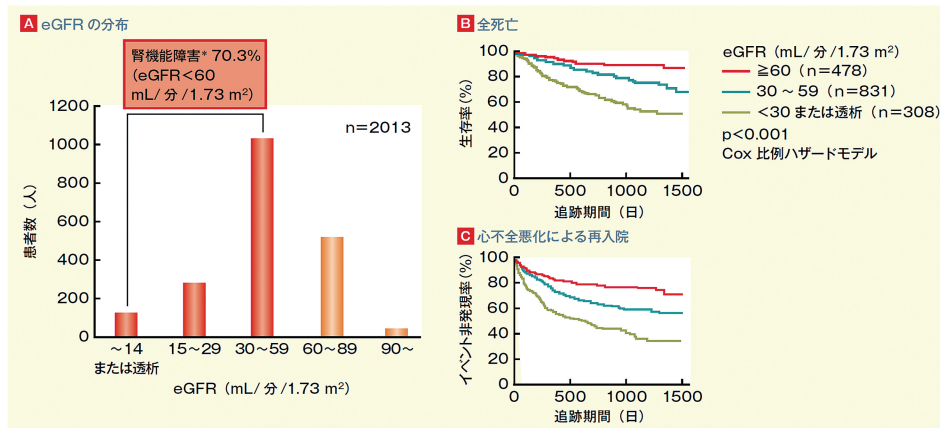 A eGFR の分布
腎機能障害* 70.3%
(eGFR<60
mL/分/1.73 m²)
n=2013
患者数(人)
1200
1000
800
600
400
200
0
~14
または透析
15~29
30~59
60~89
90~
eGFR(mL/分/1.73 m²)
B 全死亡
生存率(%)
100
80
60
40
20
0
0
500
1000
1500
追跡期間(日)
eGFR(mL/分/1.73 m²)
≧60(n=478)
30~59(n=831)
<30 または透析(n=308)
p<0.001
Cox 比例ハザードモデル
C 心不全悪化による再入院
イベント非発現率(%)
100
80
60
40
20
0
0
500
1000
1500
追跡期間(日)